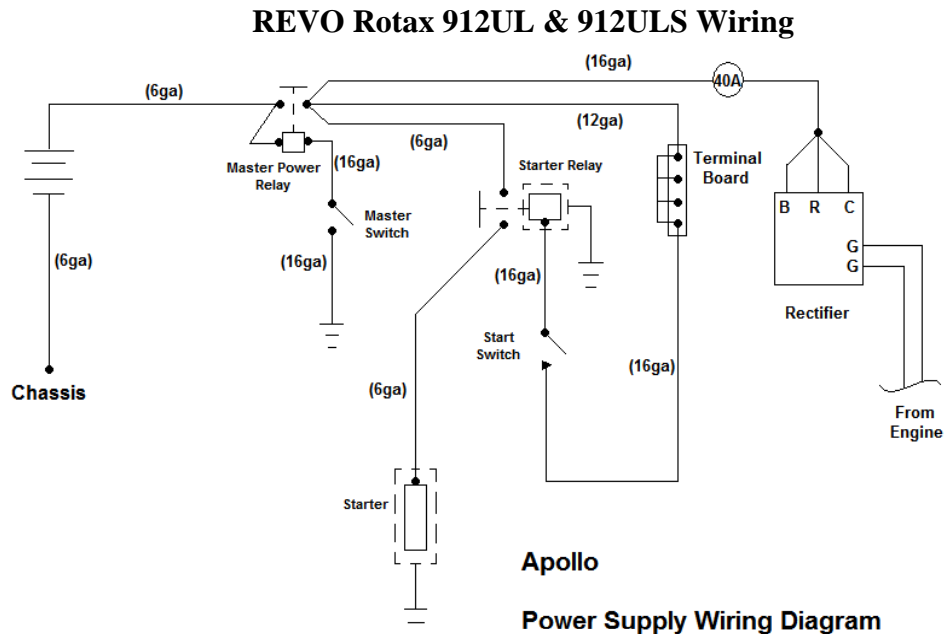 REVO Rotax 912UL & 912ULS Wiring
(16ga)
(6ga)
40A
(12ga)
(6ga)
Master Power
Relay
(16ga)
Starter Relay
Terminal
Board
Master
Switch
B R C
G
G
(6ga)
(16ga)
(16ga)
Rectifier
Start
Switch
(16ga)
Chassis
(6ga)
From
Engine
Starter
Apollo
Power Supply Wiring Diagram